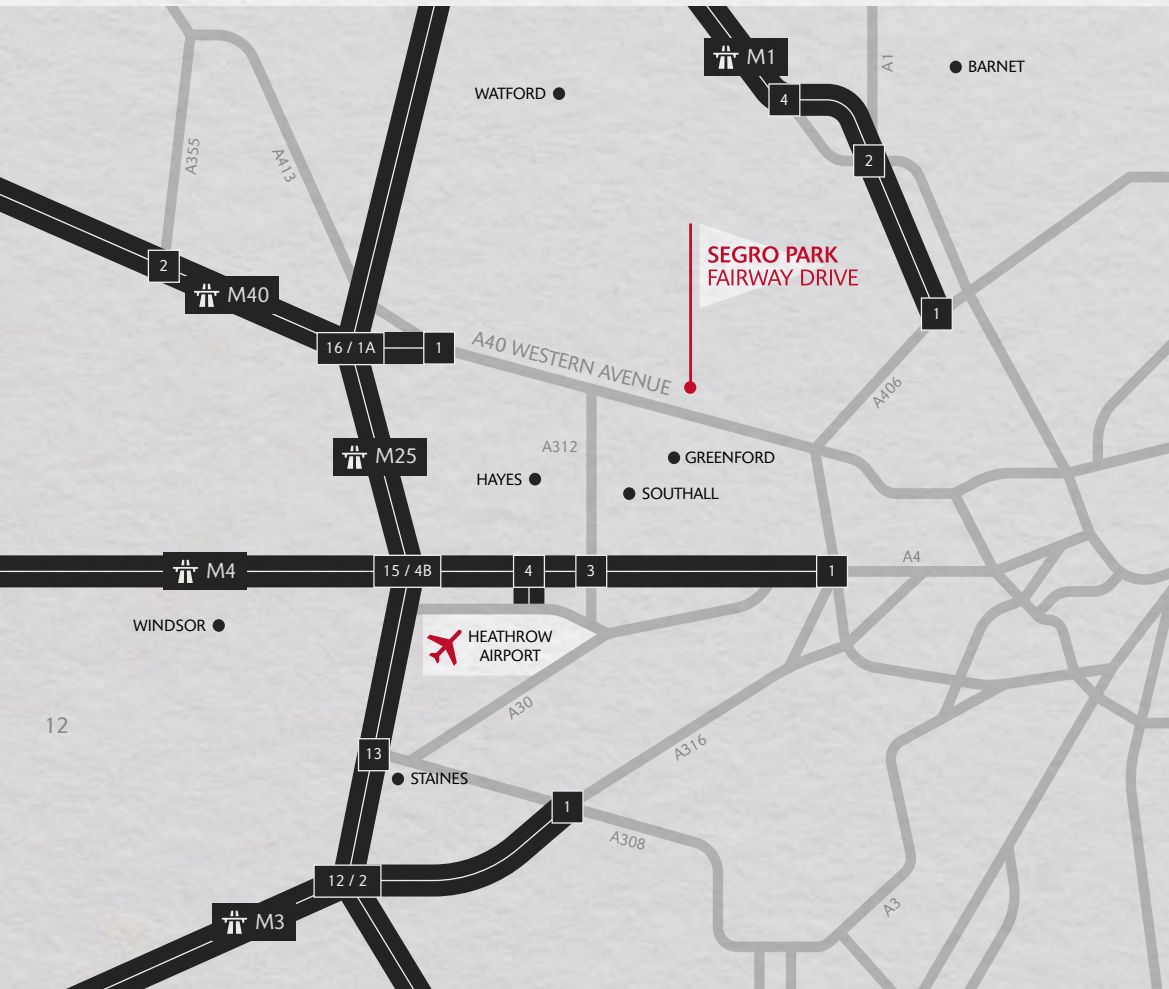 M1
A1
BARNET
WATFORD
4
A355
A413
2
SEGRO PARK
FAIRWAY DRIVE
2
M40
1
16 / 1A
1
A40 WESTERN AVENUE
A406
A312
M25
GREENFORD
HAYES
SOUTHALL
A4
M4
15 / 4B
4
3
1
WINDSOR
HEATHROW
AIRPORT
A30
12
A316
13
STAINES
1
A308
12 / 2
A3
M3